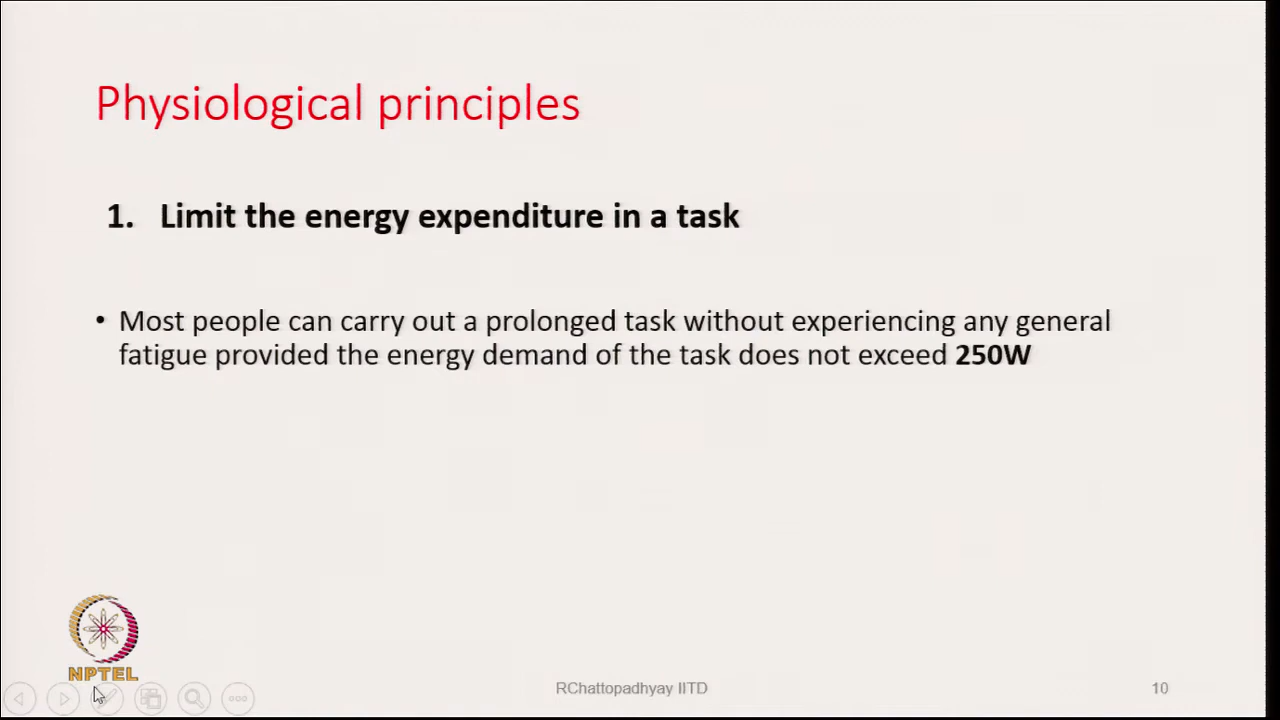 Physiological principles
1. Limit the energy expenditure in a task
• Most people can carry out a prolonged task without experiencing any general
fatigue provided the energy demand of the task does not exceed 250W
NPTEL
RChattopadhyay IITD
10